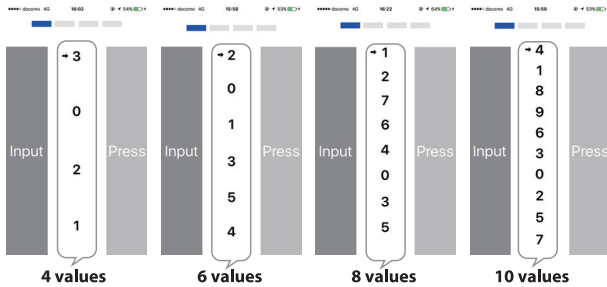 docomo 4G 16:02 54%
→ 3
0
2
1
Input Press
4 values
docomo 4G 15:59 53%
→ 2
0
1
3
5
4
Input Press
6 values
docomo 4G 16:22 64%
→ 1
2
7
6
4
0
3
5
Input Press
8 values
docomo 4G 19:59
→ 4
1
8
9
6
3
0
2
5
7
Input Press
10 values